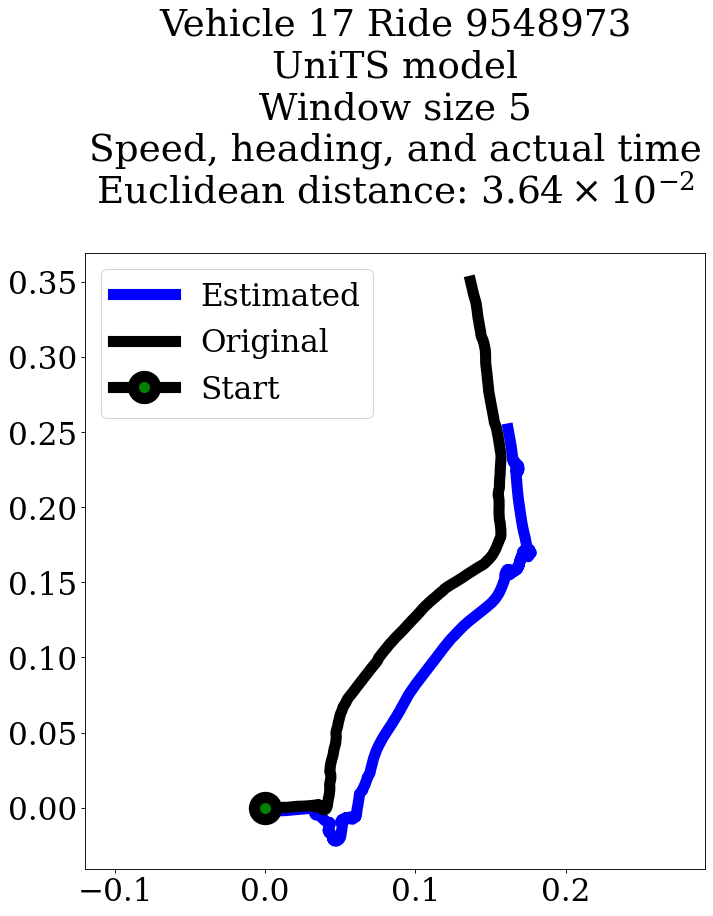 Vehicle 17 Ride 9548973
UniTS model
Window size 5
Speed, heading, and actual time
Euclidean distance: 3.64 × 10⁻²
Estimated
Original
Start
0.35
0.30
0.25
0.20
0.15
0.10
0.05
0.00
−0.1
0.0
0.1
0.2